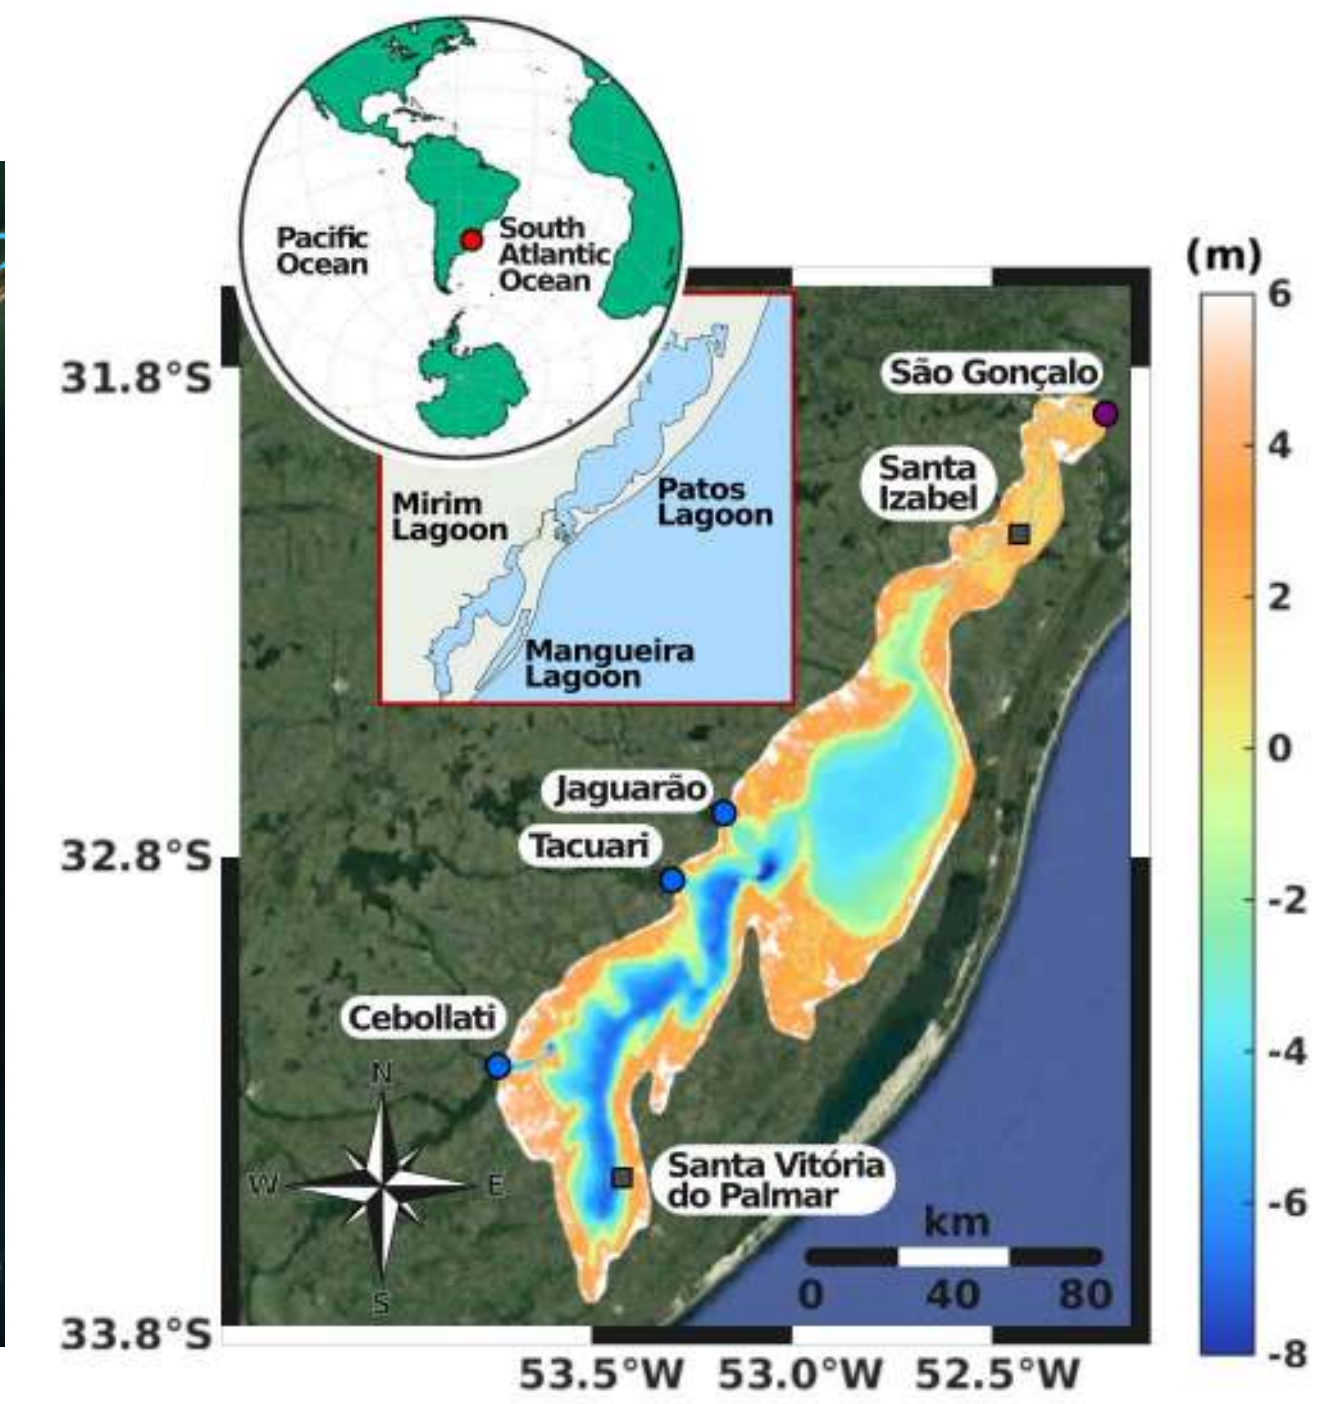 Pacific
Ocean
South
Atlantic
Ocean
(m)
6
4
2
0
-2
-4
-6
-8
31.8°S
32.8°S
33.8°S
São Gonçalo
Santa
Izabel
Mirim
Lagoon
Patos
Lagoon
Mangueira
Lagoon
Jaguarão
Tacuari
Cebollati
N
W
E
S
Santa Vitória
do Palmar
km
0 40 80
53.5°W 53.0°W 52.5°W